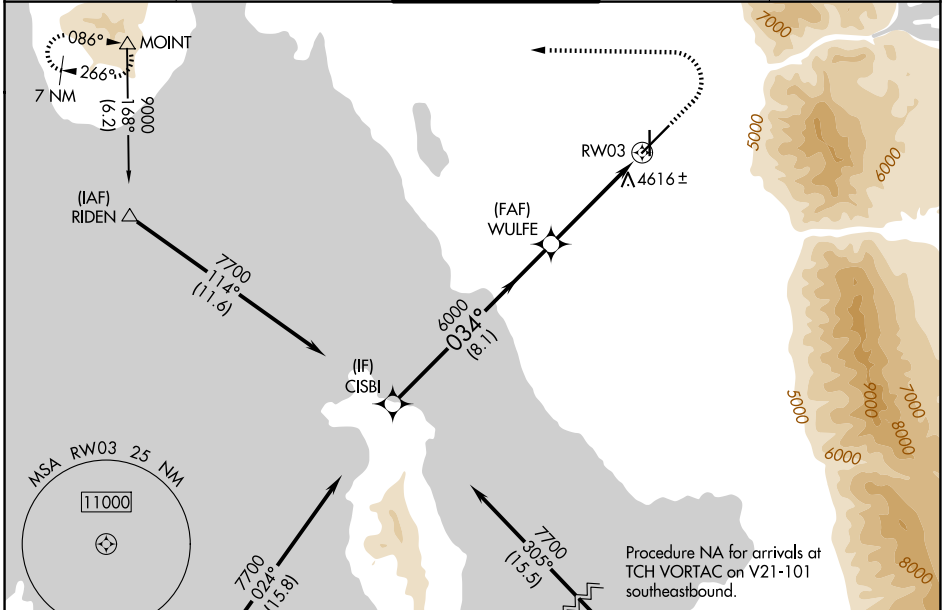 086°
MOINT
266°
7 NM
9000
168°
(6.2)
(IAF)
RIDEN
7700
114°
(11.6)
(IF)
CISBI
6000
034°
(8.1)
(FAF)
WULFE
RW03
4616 ±
7000
5000
6000
5000
9000
7000
8000
6000
8000
MSA RW03 25 NM
11000
7700
024°
(15.8)
7700
305°
(15.5)
Procedure NA for arrivals at
TCH VORTAC on V21-101
southeastbound.